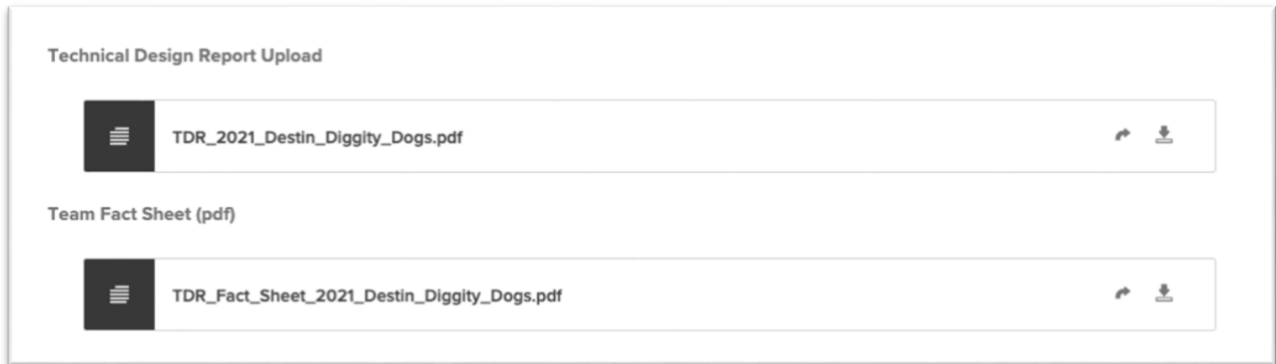 Technical Design Report Upload
TDR_2021_Destin_Diggity_Dogs.pdf
Team Fact Sheet (pdf)
TDR_Fact_Sheet_2021_Destin_Diggity_Dogs.pdf